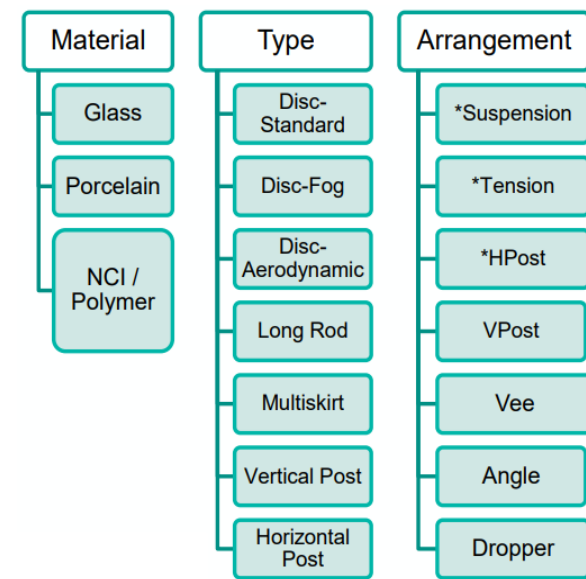 Material
Glass
Porcelain
NCI /
Polymer
Type
Disc-
Standard
Disc-Fog
Disc-
Aerodynamic
Long Rod
Multiskirt
Vertical Post
Horizontal
Post
Arrangement
*Suspension
*Tension
*HPost
VPost
Vee
Angle
Dropper